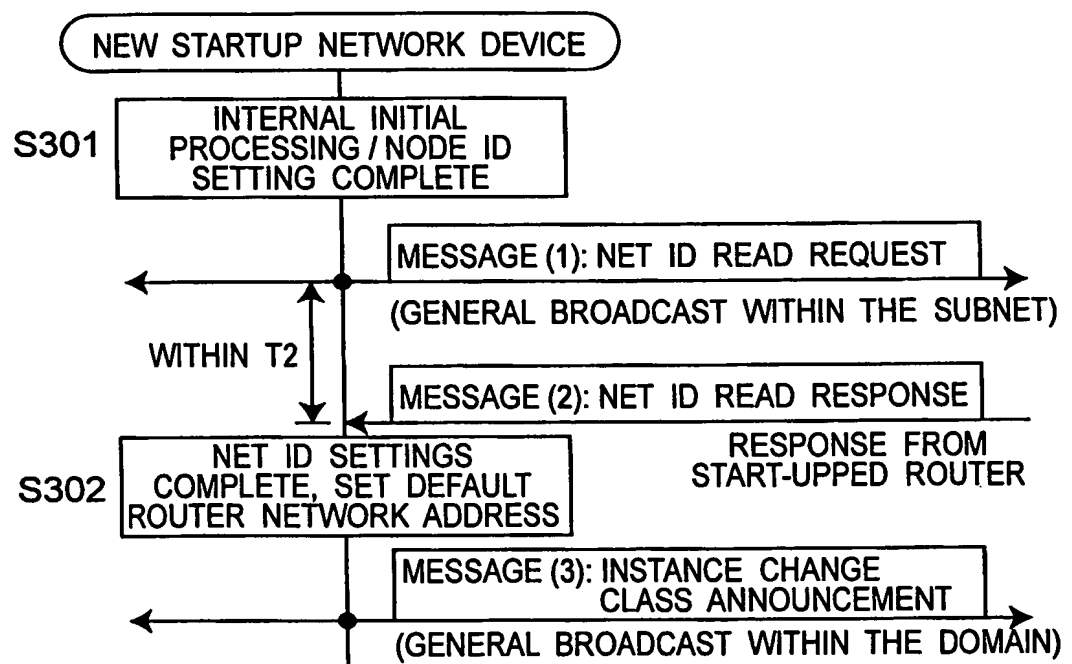 NEW STARTUP NETWORK DEVICE
S301
INTERNAL INITIAL
PROCESSING / NODE ID
SETTING COMPLETE
MESSAGE (1): NET ID READ REQUEST
(GENERAL BROADCAST WITHIN THE SUBNET)
WITHIN T2
MESSAGE (2): NET ID READ RESPONSE
RESPONSE FROM
START-UPPED ROUTER
S302
NET ID SETTINGS
COMPLETE, SET DEFAULT
ROUTER NETWORK ADDRESS
MESSAGE (3): INSTANCE CHANGE
CLASS ANNOUNCEMENT
(GENERAL BROADCAST WITHIN THE DOMAIN)